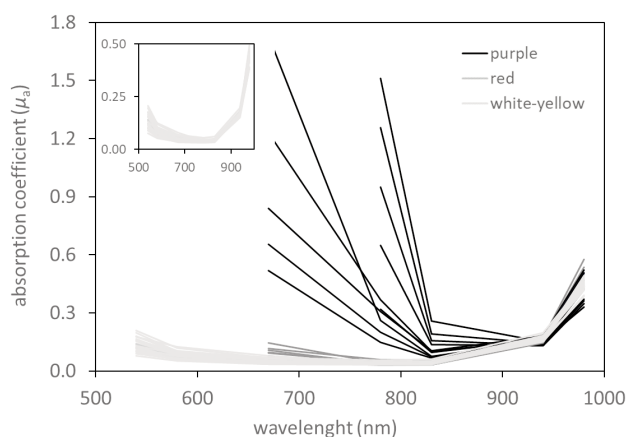 absorption coefficient (μa)
1.8
1.5
1.2
0.9
0.6
0.3
0.0
0.50
0.25
0.00
500 700 900
purple
red
white-yellow
500 600 700 800 900 1000
wavelenght (nm)